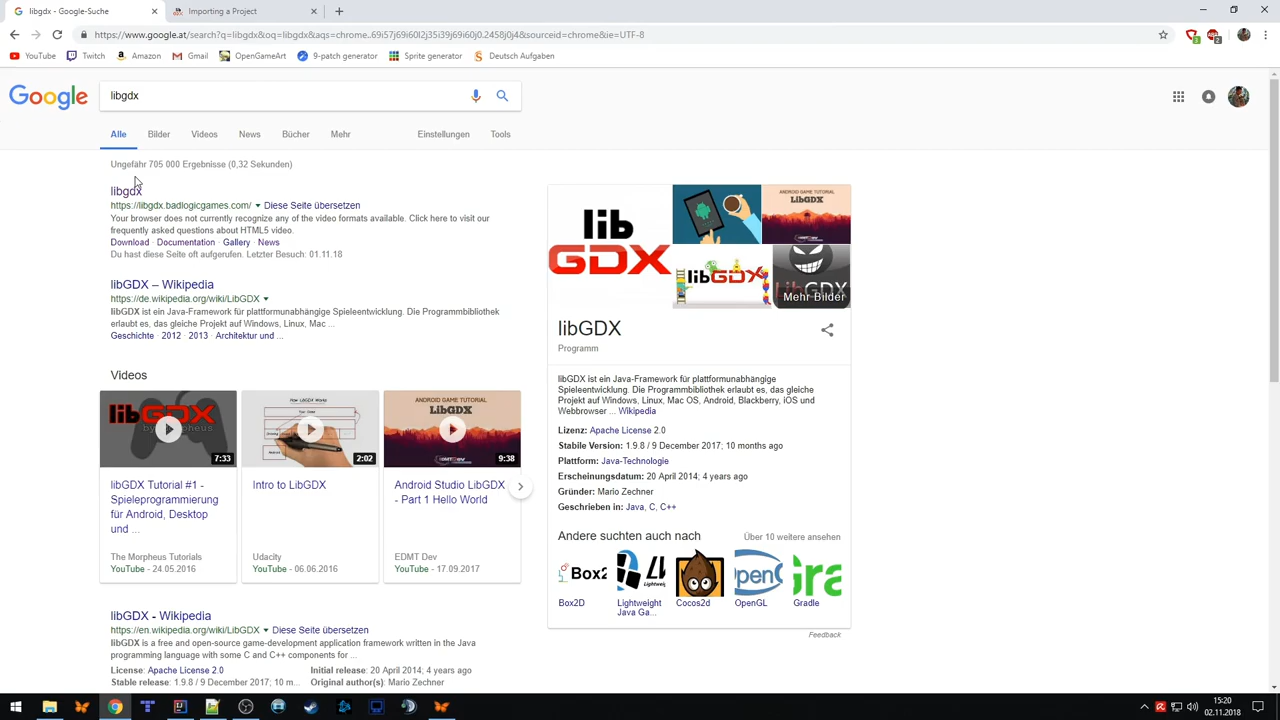 libgdx - Google-Suche
Importing a Project
https://www.google.at/search?q=libgdx&oq=libgdx&aqs=chrome..69i57j69i60l2j35i39j69i60j0.2458j0j4&sourceid=chrome&ie=UTF-8
YouTube
Twitch
Amazon
Gmail
OpenGameArt
9-patch generator
Sprite generator
Deutsch Aufgaben
Google
libgdx
Alle
Bilder
Videos
News
Bücher
Mehr
Einstellungen
Tools
Ungefähr 705 000 Ergebnisse (0,32 Sekunden)
libgdx
https://libgdx.badlogicgames.com/ Diese Seite übersetzen
Your browser does not currently recognize any of the video formats available. Click here to visit our
frequently asked questions about HTML5 video.
Download · Documentation · Gallery · News
Du hast diese Seite oft aufgerufen. Letzter Besuch: 01.11.18
libGDX – Wikipedia
https://de.wikipedia.org/wiki/LibGDX
libGDX ist ein Java-Framework für plattformunabhängige Spieleentwicklung. Die Programmbibliothek
erlaubt es, das gleiche Projekt auf Windows, Linux, Mac ...
Geschichte · 2012 · 2013 · Architektur und ...
Videos
libGDX
by Morpheus
7:33
libGDX Tutorial #1 -
Spieleprogrammierung
für Android, Desktop
und ...
The Morpheus Tutorials
YouTube - 24.05.2016
2:02
Intro to LibGDX
Udacity
YouTube - 06.06.2016
ANDROID GAME TUTORIAL
LIBGDX
9:38
Android Studio LibGDX
- Part 1 Hello World
EDMT Dev
YouTube - 17.09.2017
libGDX - Wikipedia
https://en.wikipedia.org/wiki/LibGDX Diese Seite übersetzen
libGDX is a free and open-source game-development application framework written in the Java
programming language with some C and C++ components for ...
License: Apache License 2.0
Initial release: 20 April 2014; 4 years ago
Stable release: 1.9.8 / 9 December 2017; 10 m...
Original author(s): Mario Zechner
lib
GDX
ANDROID GAME TUTORIAL
LIBGDX
libGDX
LibGDX
Mehr Bilder
libGDX
Programm
libGDX ist ein Java-Framework für plattformunabhängige
Spieleentwicklung. Die Programmbibliothek erlaubt es, das gleiche
Projekt auf Windows, Linux, Mac OS, Android, Blackberry, iOS und
Webbrowser ... Wikipedia
Lizenz: Apache License 2.0
Stabile Version: 1.9.8 / 9 December 2017; 10 months ago
Plattform: Java-Technologie
Erscheinungsdatum: 20 April 2014; 4 years ago
Gründer: Mario Zechner
Geschrieben in: Java, C, C++
Andere suchten auch nach
Über 10 weitere ansehen
Box2
Box2D
Lightweight
Java Ga...
Cocos2d
OpenGL
Gradle
Feedback
15:20
02.11.2018